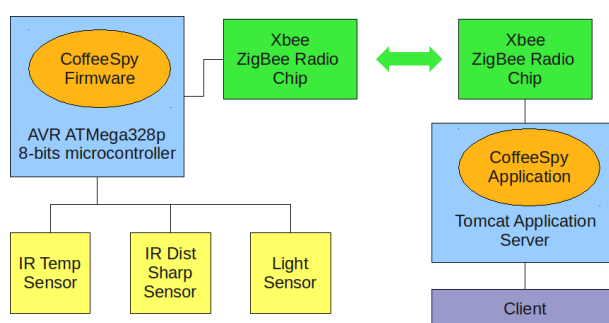 CoffeeSpy
Firmware
AVR ATMega328p
8-bits microcontroller
Xbee
ZigBee Radio
Chip
Xbee
ZigBee Radio
Chip
CoffeeSpy
Application
Tomcat Application
Server
IR Temp
Sensor
IR Dist
Sharp
Sensor
Light
Sensor
Client